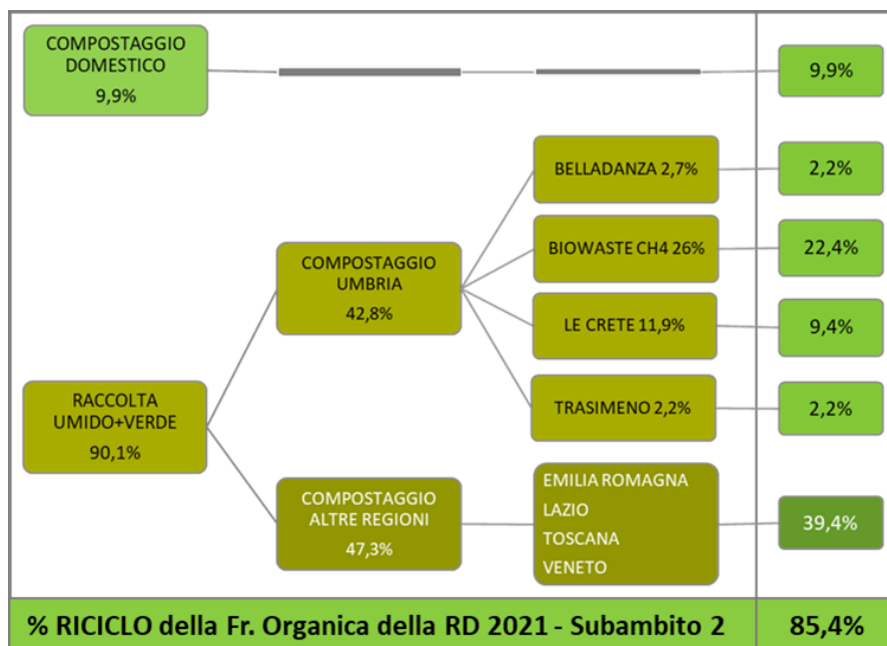 COMPOSTAGGIO
DOMESTICO
9,9%
9,9%
BELLADANZA 2,7%
2,2%
COMPOSTAGGIO
UMBRIA
42,8%
BIOWASTE CH4 26%
22,4%
LE CRETE 11,9%
9,4%
RACCOLTA
UMIDO+VERDE
90,1%
TRASIMENO 2,2%
2,2%
COMPOSTAGGIO
ALTRE REGIONI
47,3%
EMILIA ROMAGNA
LAZIO
TOSCANA
VENETO
39,4%
% RICICLO della Fr. Organica della RD 2021 - Subambito 2
85,4%